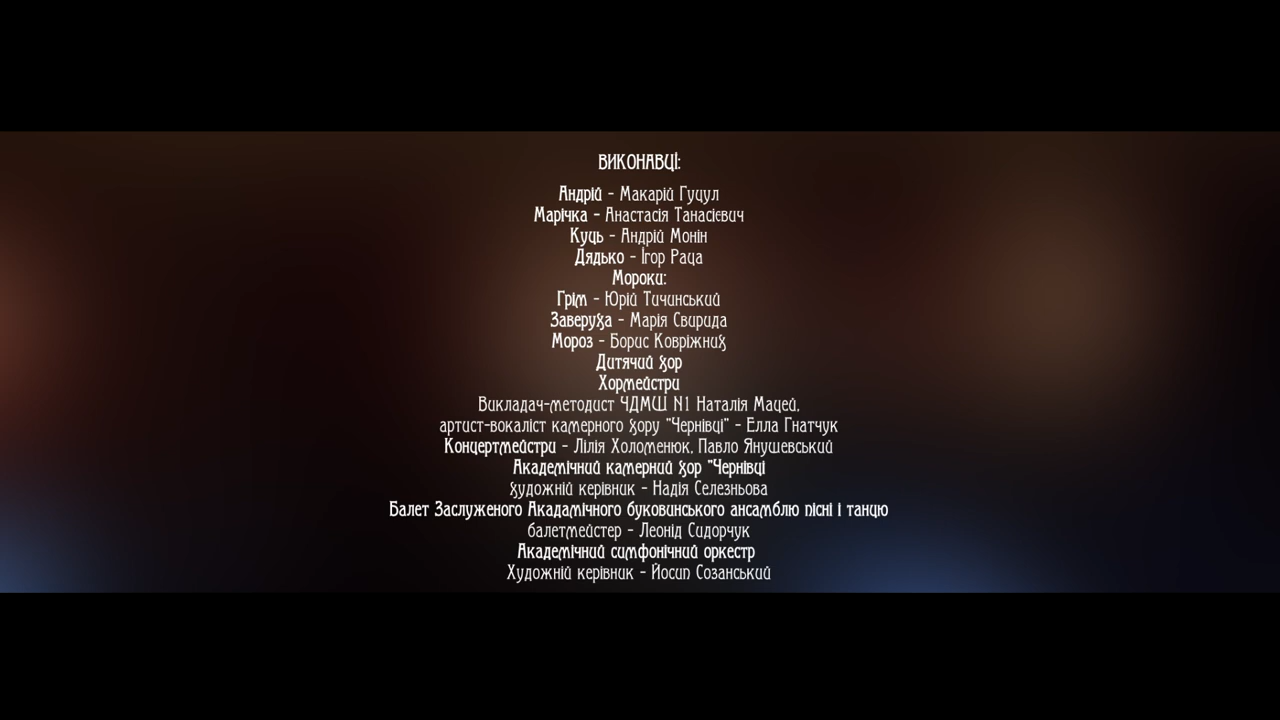 ВИКОНАВЦІ:
Андрій - Макарій Гуцул
Марічка - Анастасія Танасієвич
Куць - Андрій Монін
Дядько - Ігор Раца
Мороки:
Грім - Юрій Тичинський
Заверуха - Марія Свирида
Мороз - Борис Ковріжних
Дитячий хор
Хормейстри
Викладач-методист ЧДМШ N1 Наталія Мацей,
артист-вокаліст камерного хору "Чернівці" - Елла Гнатчук
Концертмейстри - Лілія Холоменюк, Павло Янушевський
Академічний камерний хор "Чернівці
художній керівник - Надія Селезньова
Балет Заслуженого Акадамічного буковинського ансамблю пісні і танцю
балетмейстер - Леонід Сидорчук
Академічний симфонічний оркестр
Художній керівник - Йосип Созанський